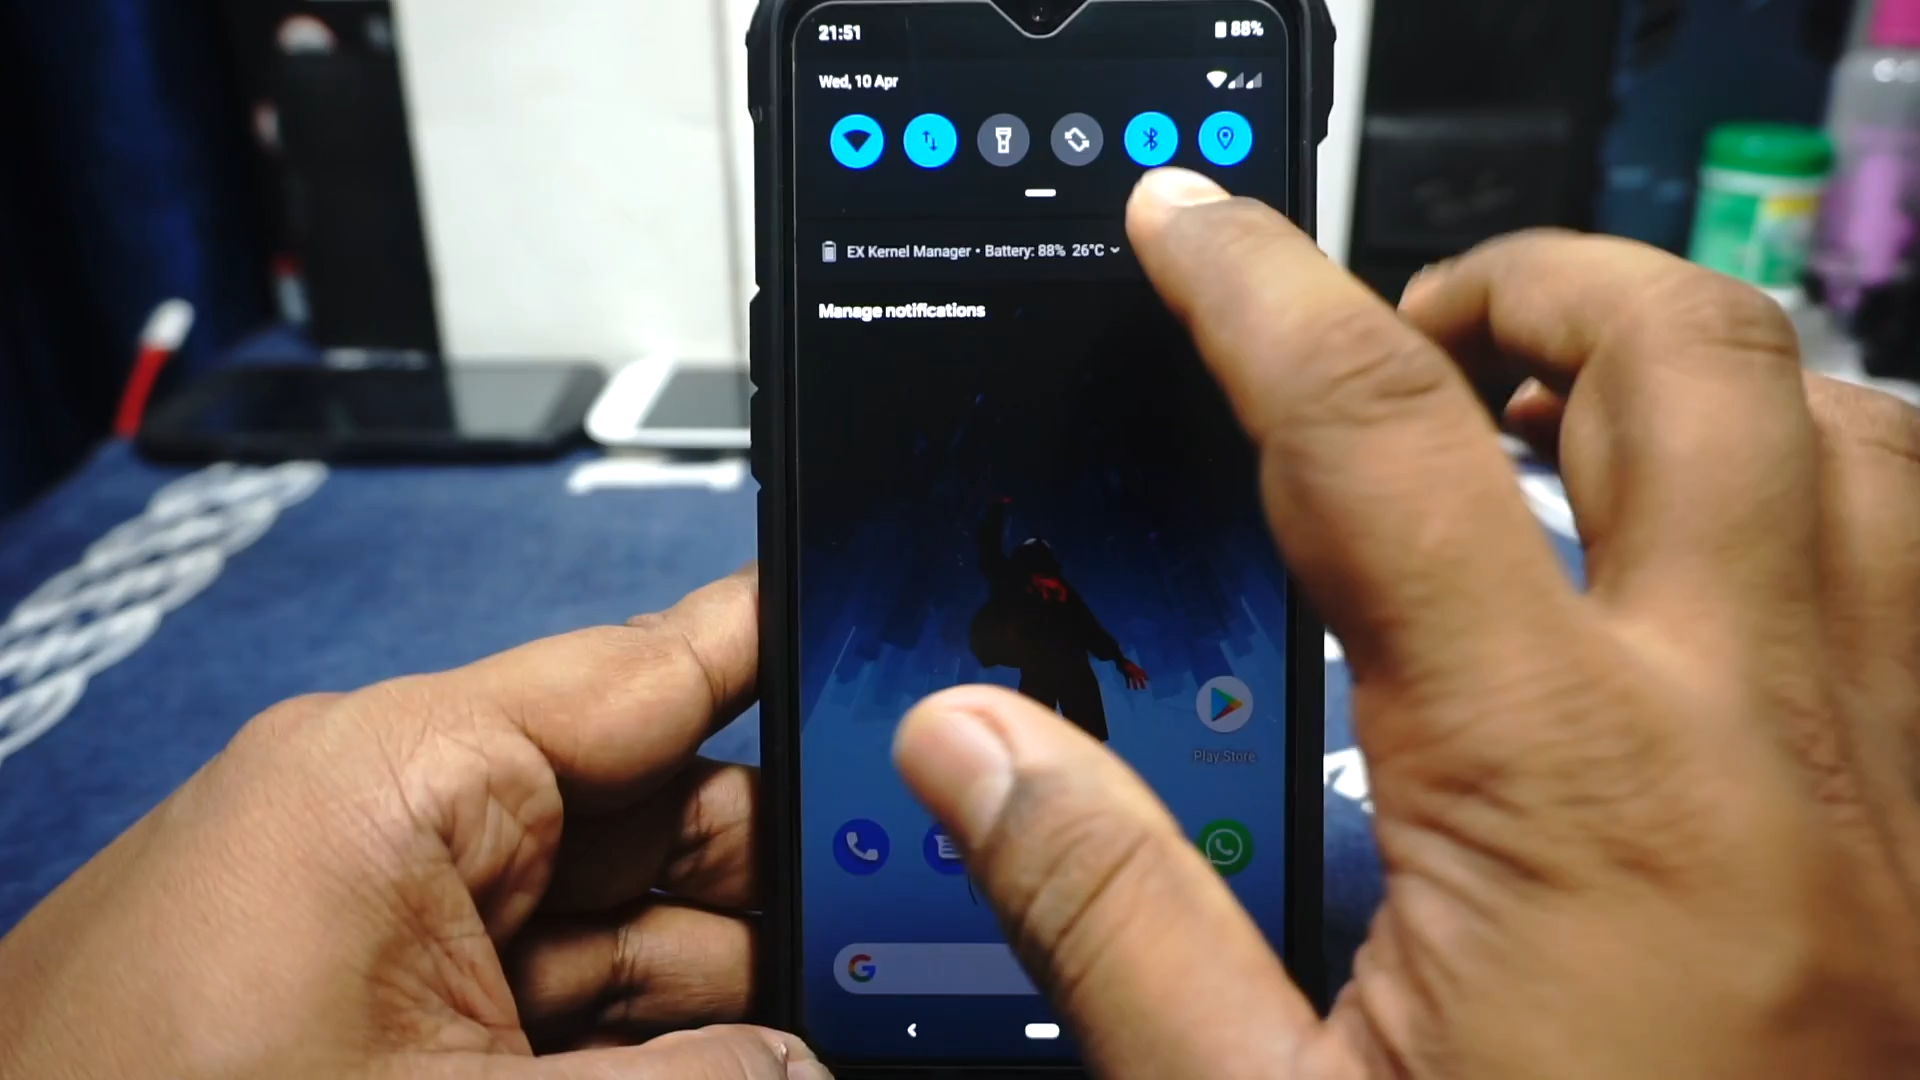 21:51
88%
Wed, 10 Apr
EX Kernel Manager • Battery: 88% 26°C
Manage notifications
Play Store
G